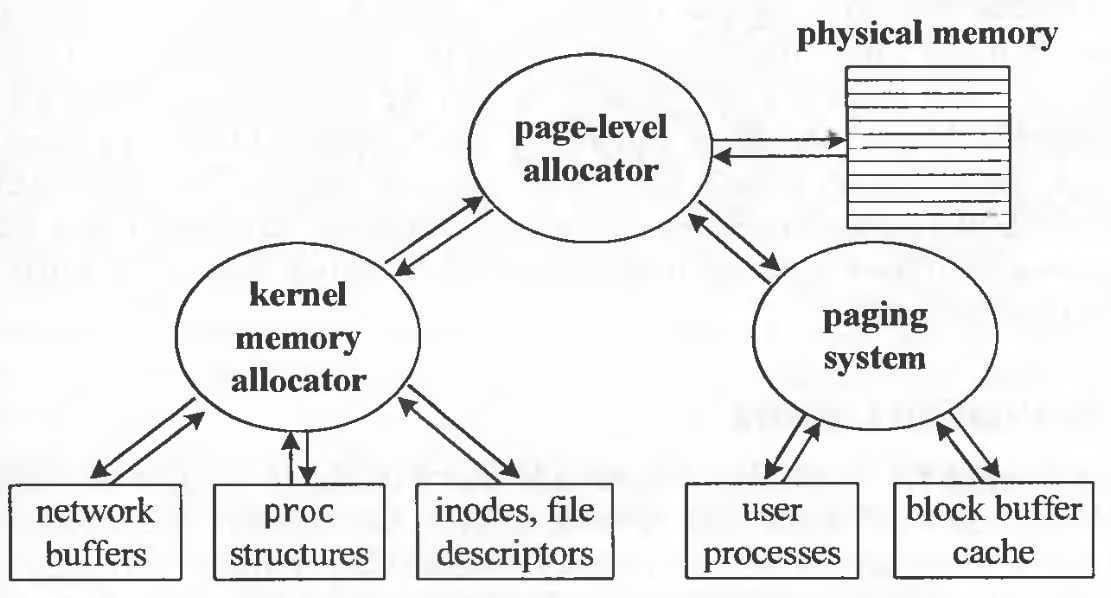 physical memory
page-level
allocator
kernel
memory
allocator
paging
system
network
buffers
proc
structures
inodes, file
descriptors
user
processes
block buffer
cache